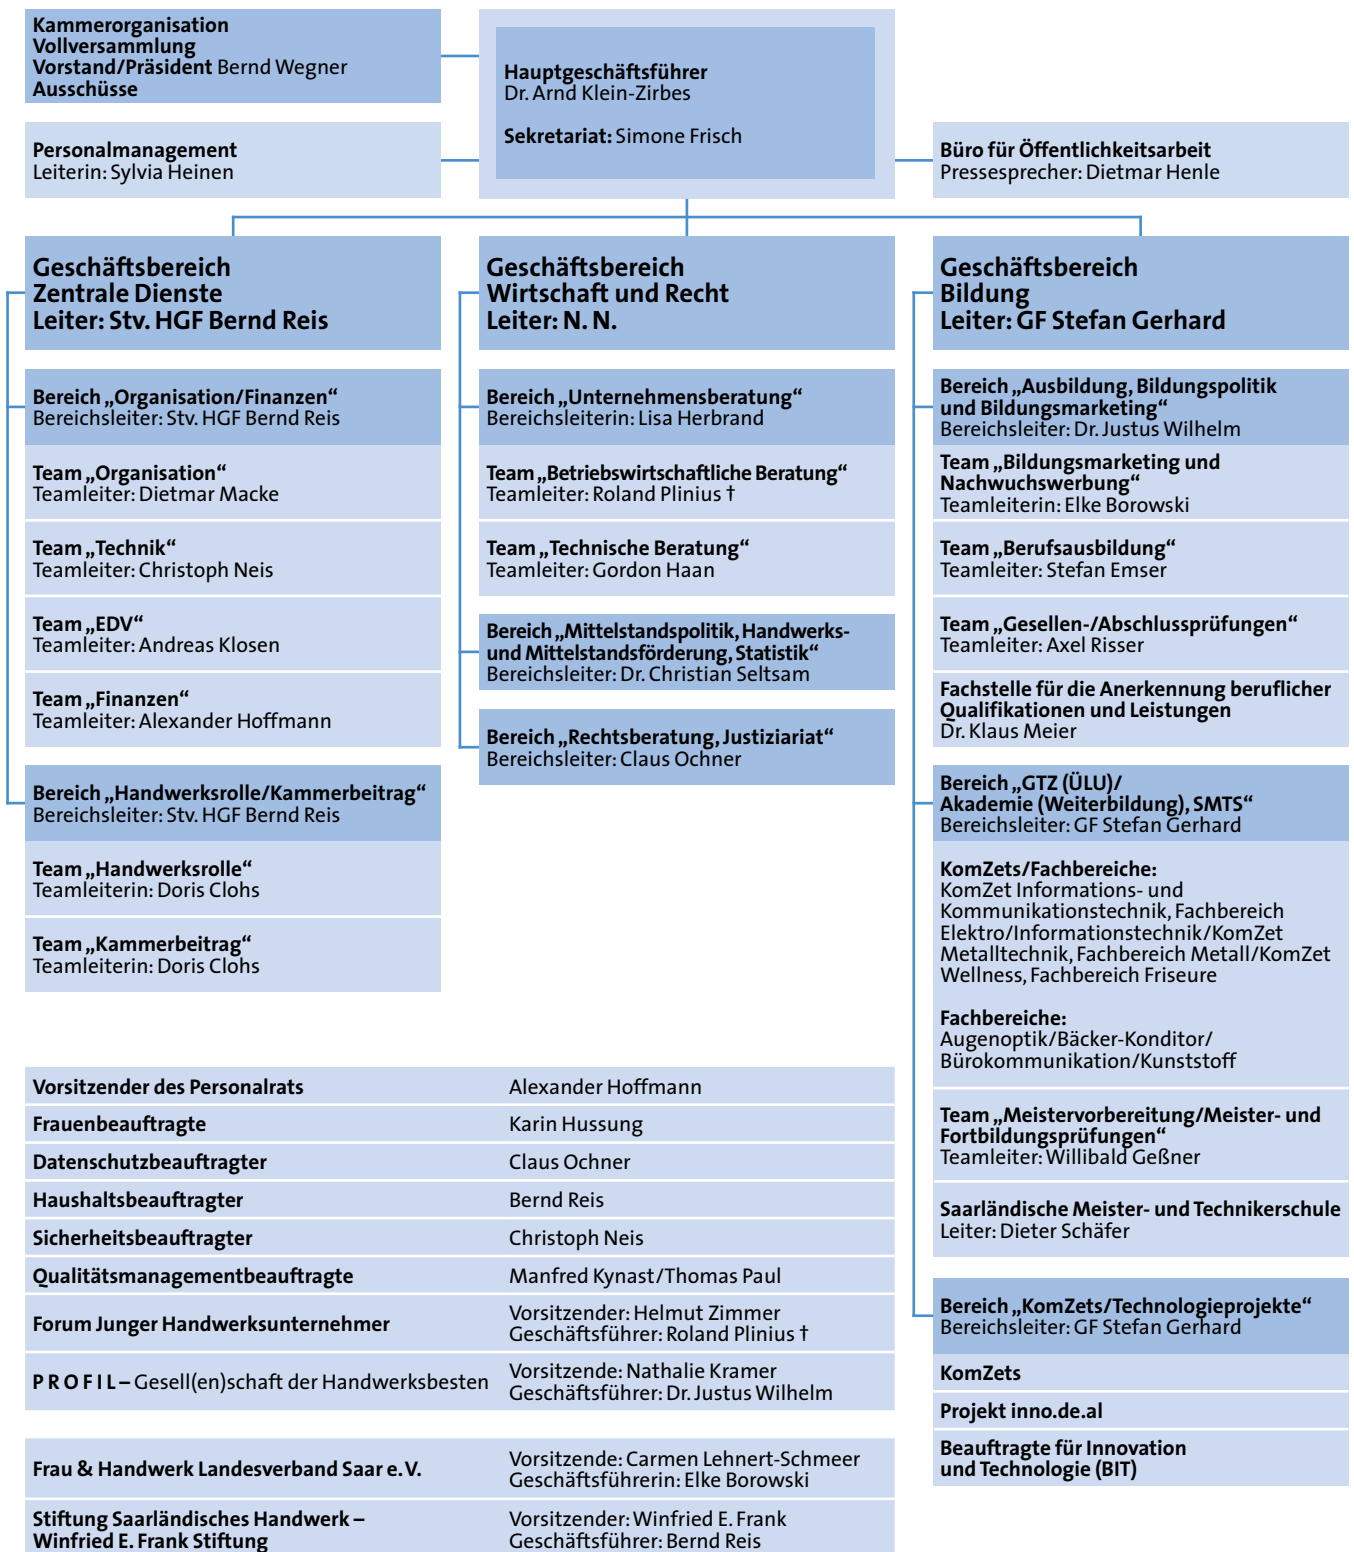 Kammerorganisation
Vollversammlung
Vorstand/Präsident Bernd Wegner
Ausschüsse
Hauptgeschäftsführer
Dr. Arnd Klein-Zirbes
Sekretariat: Simone Frisch
Personalmanagement
Leiterin: Sylvia Heinen
Büro für Öffentlichkeitsarbeit
Pressesprecher: Dietmar Henle
Geschäftsbereich
Zentrale Dienste
Leiter: Stv. HGF Bernd Reis
Bereich „Organisation/Finanzen“
Bereichsleiter: Stv. HGF Bernd Reis
Team „Organisation“
Teamleiter: Dietmar Macke
Team „Technik“
Teamleiter: Christoph Neis
Team „EDV“
Teamleiter: Andreas Klosen
Team „Finanzen“
Teamleiter: Alexander Hoffmann
Bereich „Handwerksrolle/Kammerbeitrag“
Bereichsleiter: Stv. HGF Bernd Reis
Team „Handwerksrolle“
Teamleiterin: Doris Clohs
Team „Kammerbeitrag“
Teamleiterin: Doris Clohs
Geschäftsbereich
Wirtschaft und Recht
Leiter: N. N.
Bereich „Unternehmensberatung“
Bereichsleiterin: Lisa Herbrand
Team „Betriebswirtschaftliche Beratung“
Teamleiter: Roland Plinius †
Team „Technische Beratung“
Teamleiter: Gordon Haan
Bereich „Mittelstandspolitik, Handwerks-
und Mittelstandsförderung, Statistik“
Bereichsleiter: Dr. Christian Seltsam
Bereich „Rechtsberatung, Justiziariat“
Bereichsleiter: Claus Ochner
Geschäftsbereich
Bildung
Leiter: GF Stefan Gerhard
Bereich „Ausbildung, Bildungspolitik
und Bildungsmarketing“
Bereichsleiter: Dr. Justus Wilhelm
Team „Bildungsmarketing und
Nachwuchswerbung“
Teamleiterin: Elke Borowski
Team „Berufsausbildung“
Teamleiter: Stefan Emser
Team „Gesellen-/Abschlussprüfungen“
Teamleiter: Axel Risser
Fachstelle für die Anerkennung beruflicher
Qualifikationen und Leistungen
Dr. Klaus Meier
Bereich „GTZ (ÜLU)/
Akademie (Weiterbildung), SMTS“
Bereichsleiter: GF Stefan Gerhard
KomZets/Fachbereiche:
KomZet Informations- und
Kommunikationstechnik, Fachbereich
Elektro/Informationstechnik/KomZet
Metalltechnik, Fachbereich Metall/KomZet
Wellness, Fachbereich Friseure
Fachbereiche:
Augenoptik/Bäcker-Konditor/
Bürokommunikation/Kunststoff
Team „Meistervorbereitung/Meister- und
Fortbildungsprüfungen“
Teamleiter: Willibald Geßner
Saarländische Meister- und Technikerschule
Leiter: Dieter Schäfer
Bereich „KomZets/Technologieprojekte“
Bereichsleiter: GF Stefan Gerhard
KomZets
Projekt inno.de.al
Beauftragte für Innovation
und Technologie (BIT)
Vorsitzender des Personalrats Alexander Hoffmann
Frauenbeauftragte Karin Hussung
Datenschutzbeauftragter Claus Ochner
Haushaltsbeauftragter Bernd Reis
Sicherheitsbeauftragter Christoph Neis
Qualitätsmanagementbeauftragte Manfred Kynast/Thomas Paul
Forum Junger Handwerksunternehmer Vorsitzender: Helmut Zimmer
Geschäftsführer: Roland Plinius †
P R O F I L – Gesell(en)schaft der Handwerksbesten Vorsitzende: Nathalie Kramer
Geschäftsführer: Dr. Justus Wilhelm
Frau & Handwerk Landesverband Saar e. V. Vorsitzende: Carmen Lehnert-Schmeer
Geschäftsführerin: Elke Borowski
Stiftung Saarländisches Handwerk – Vorsitzender: Winfried E. Frank
Winfried E. Frank Stiftung Geschäftsführer: Bernd Reis